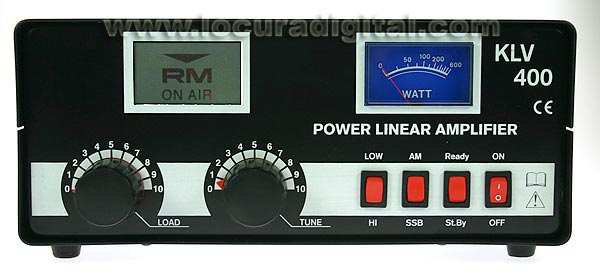 www.locuradigital.com
RM
ON AIR
0 50 100 200 600
WATT
KLV
400
CE
POWER LINEAR AMPLIFIER
0 1 2 3 4 5 6 7 8 9 10
LOAD
0 1 2 3 4 5 6 7 8 9 10
TUNE
LOW AM Ready ON
I
O
HI SSB St.By OFF